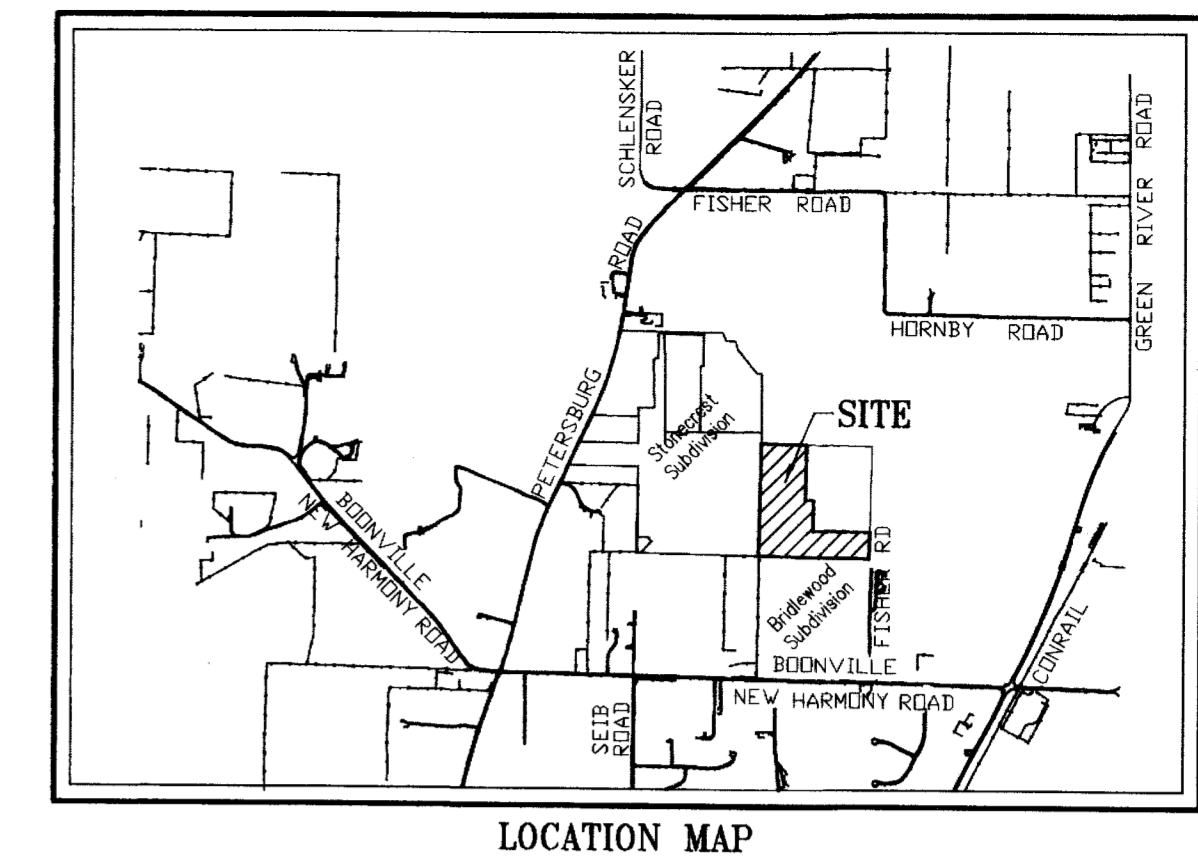 SCHLENSKER
ROAD
FISHER ROAD
GREEN RIVER ROAD
ROAD
HORNBY ROAD
PETERSBURG
Stonecrest
Subdivision
SITE
BOONVILLE
NEW HARMONY ROAD
FISHER RD
Bridlewood
Subdivision
CONRAIL
BOONVILLE
NEW HARMONY ROAD
SEIB
ROAD
LOCATION MAP